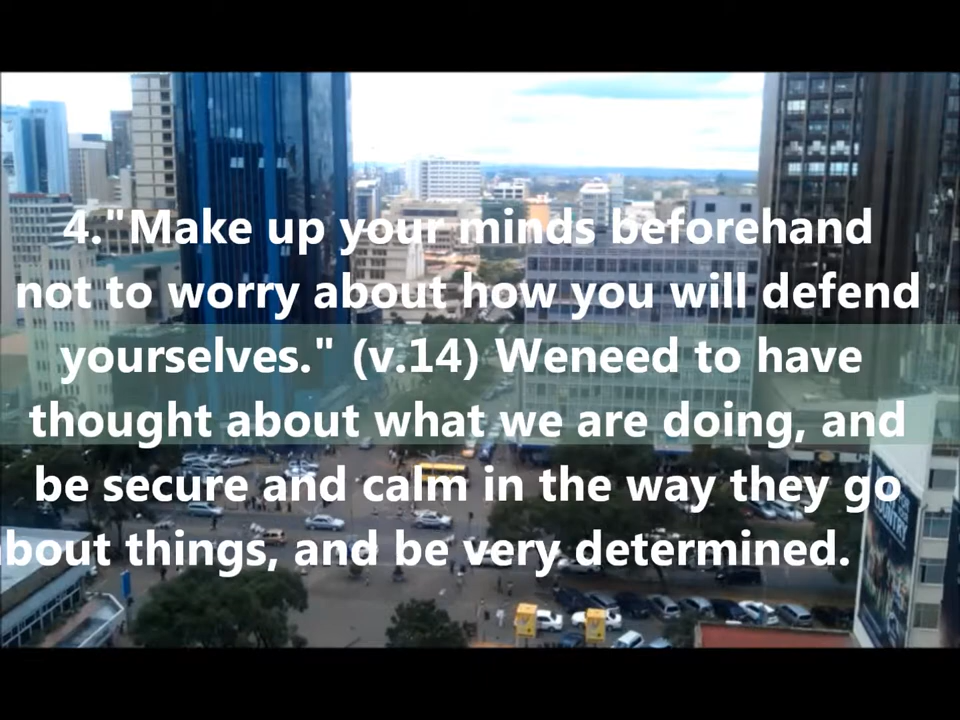 4."Make up your minds beforehand
not to worry about how you will defend
yourselves." (v.14) Weneed to have
thought about what we are doing, and
be secure and calm in the way they go
bout things, and be very determined.
COUNTRY